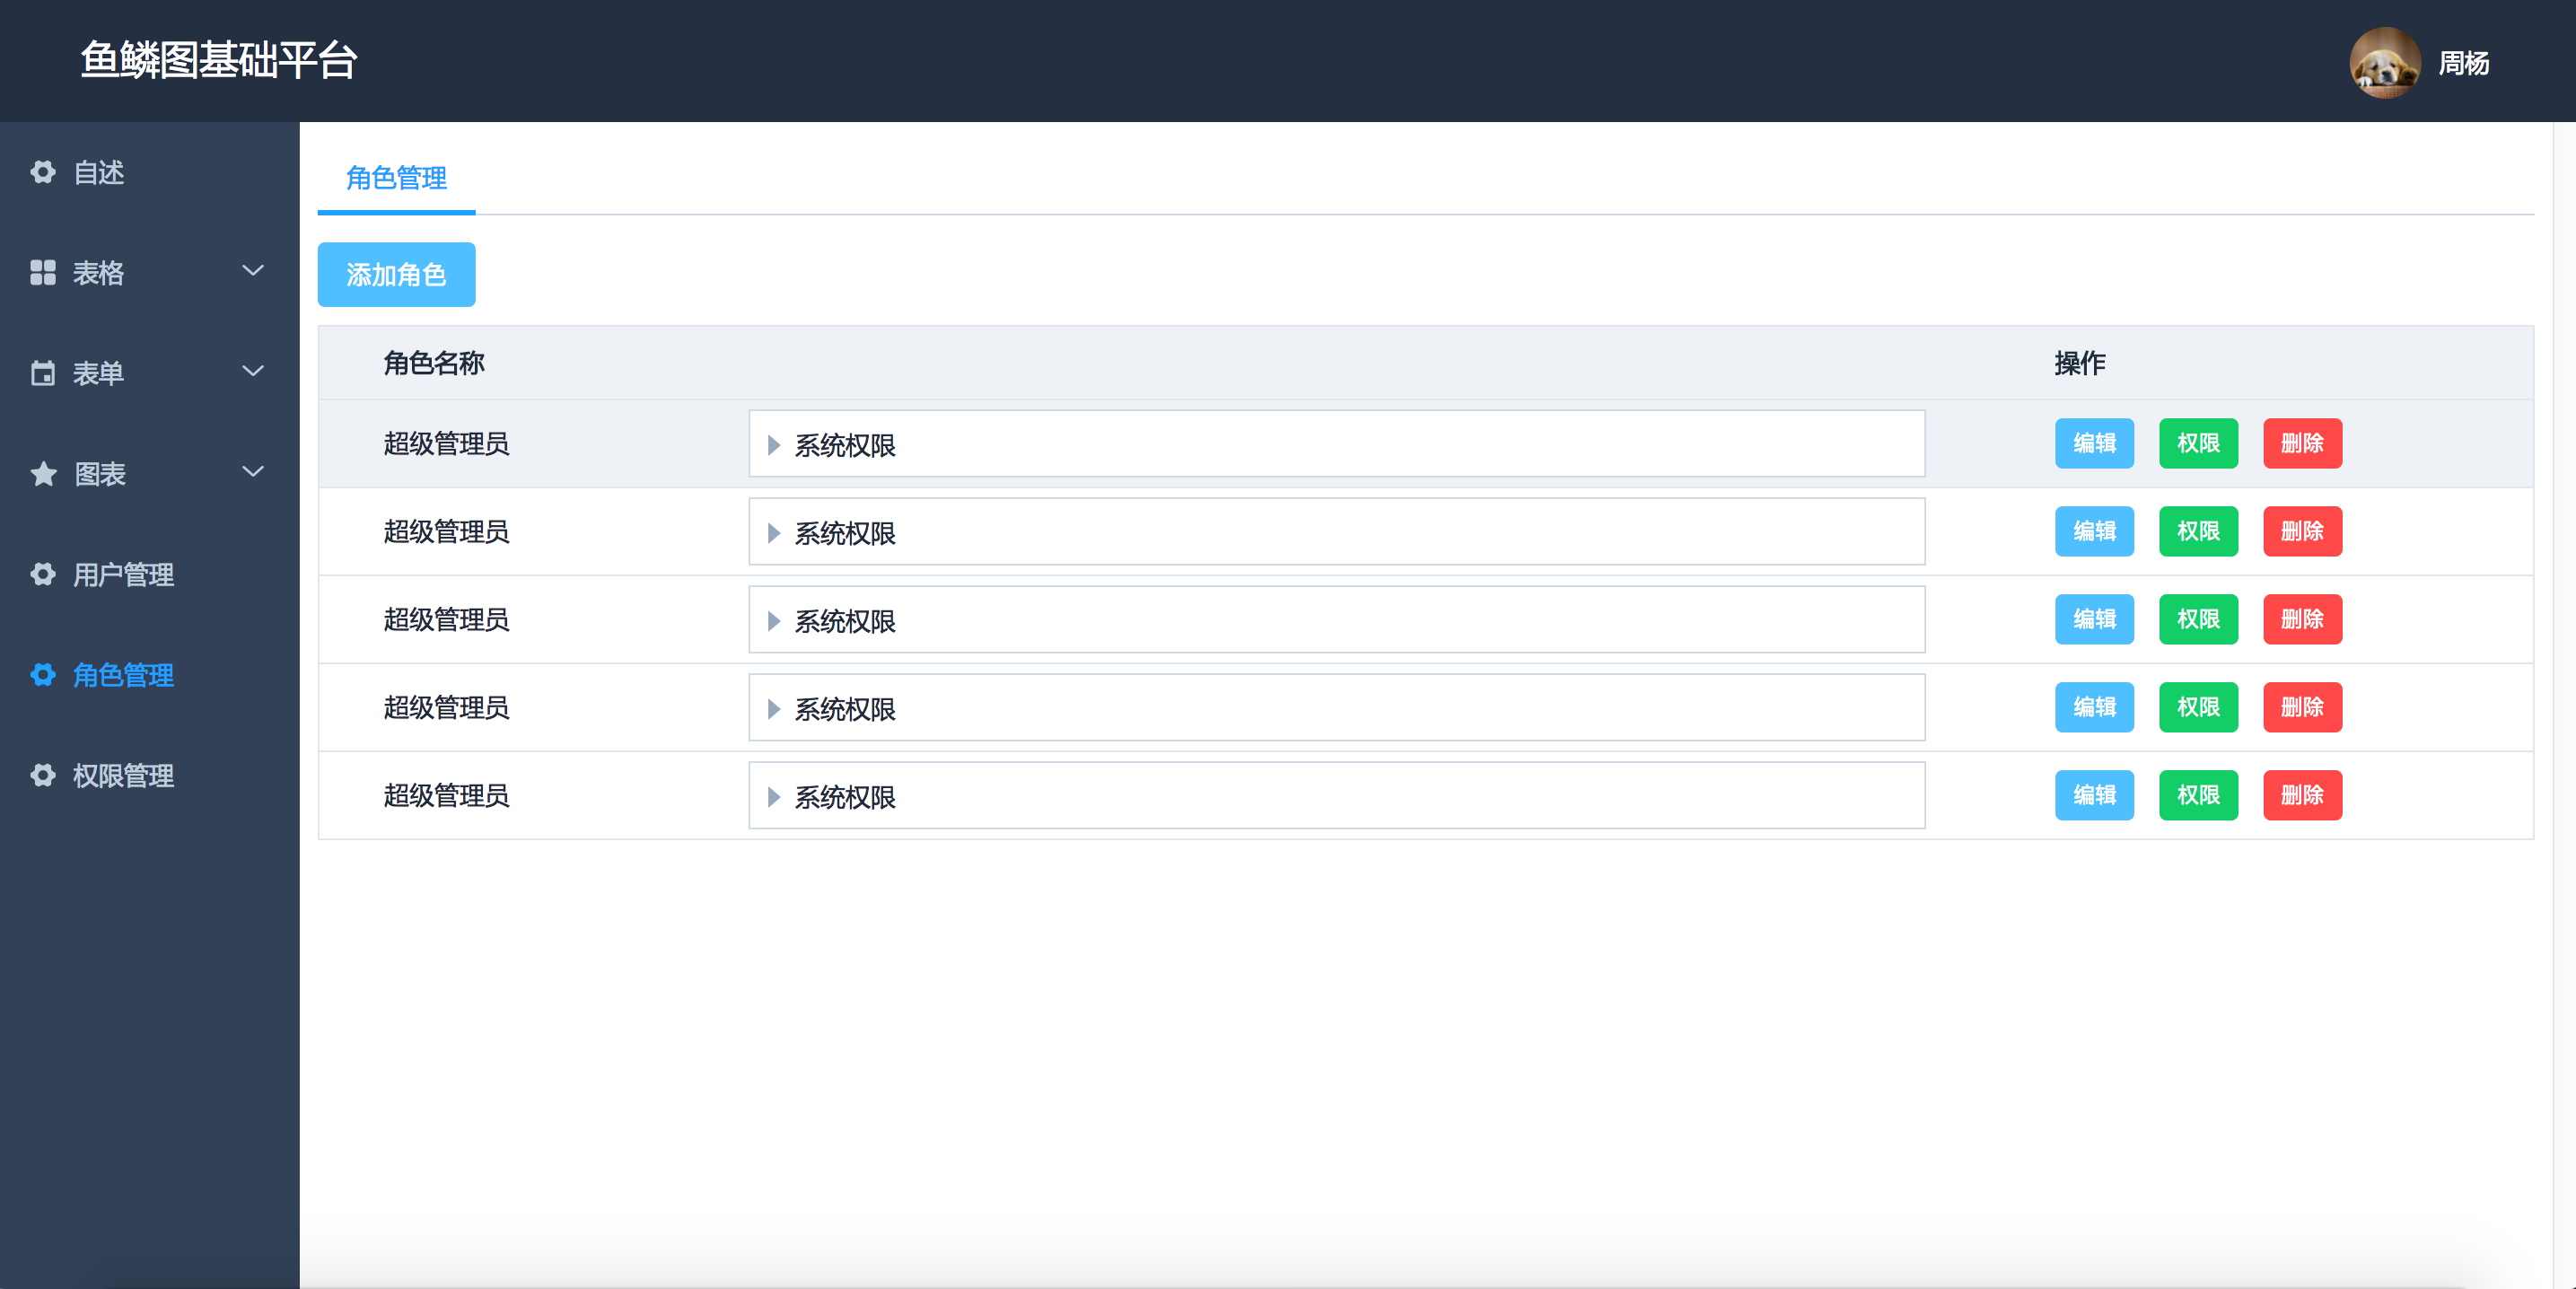 鱼鳞图基础平台
周杨
自述
表格
表单
图表
用户管理
角色管理
权限管理
角色管理
添加角色
角色名称 操作
超级管理员 系统权限 编辑 权限 删除
超级管理员 系统权限 编辑 权限 删除
超级管理员 系统权限 编辑 权限 删除
超级管理员 系统权限 编辑 权限 删除
超级管理员 系统权限 编辑 权限 删除